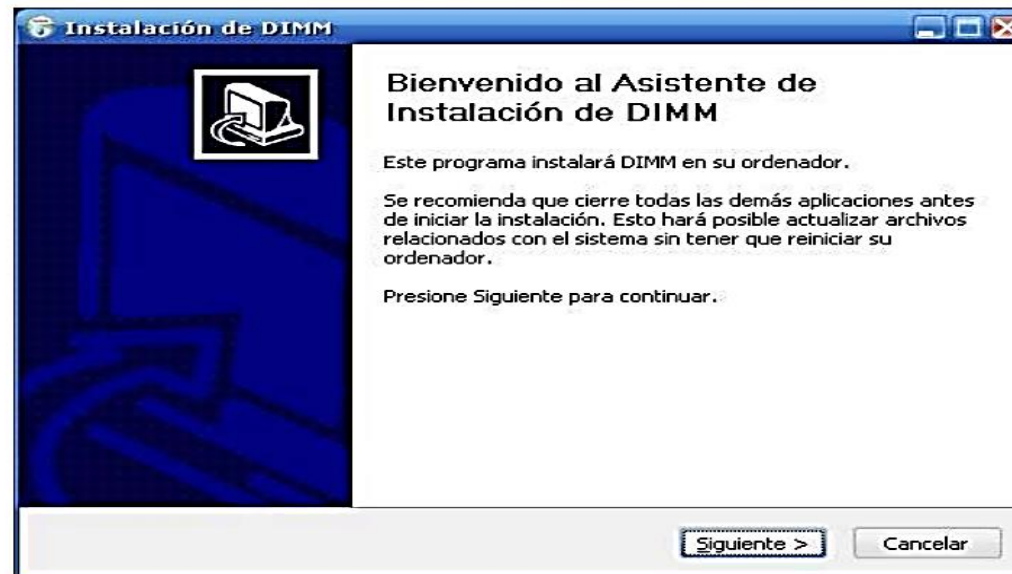 Instalación de DIMM
Bienvenido al Asistente de
Instalación de DIMM
Este programa instalará DIMM en su ordenador.
Se recomienda que cierre todas las demás aplicaciones antes
de iniciar la instalación. Esto hará posible actualizar archivos
relacionados con el sistema sin tener que reiniciar su
ordenador.
Presione Siguiente para continuar.
Siguiente >
Cancelar